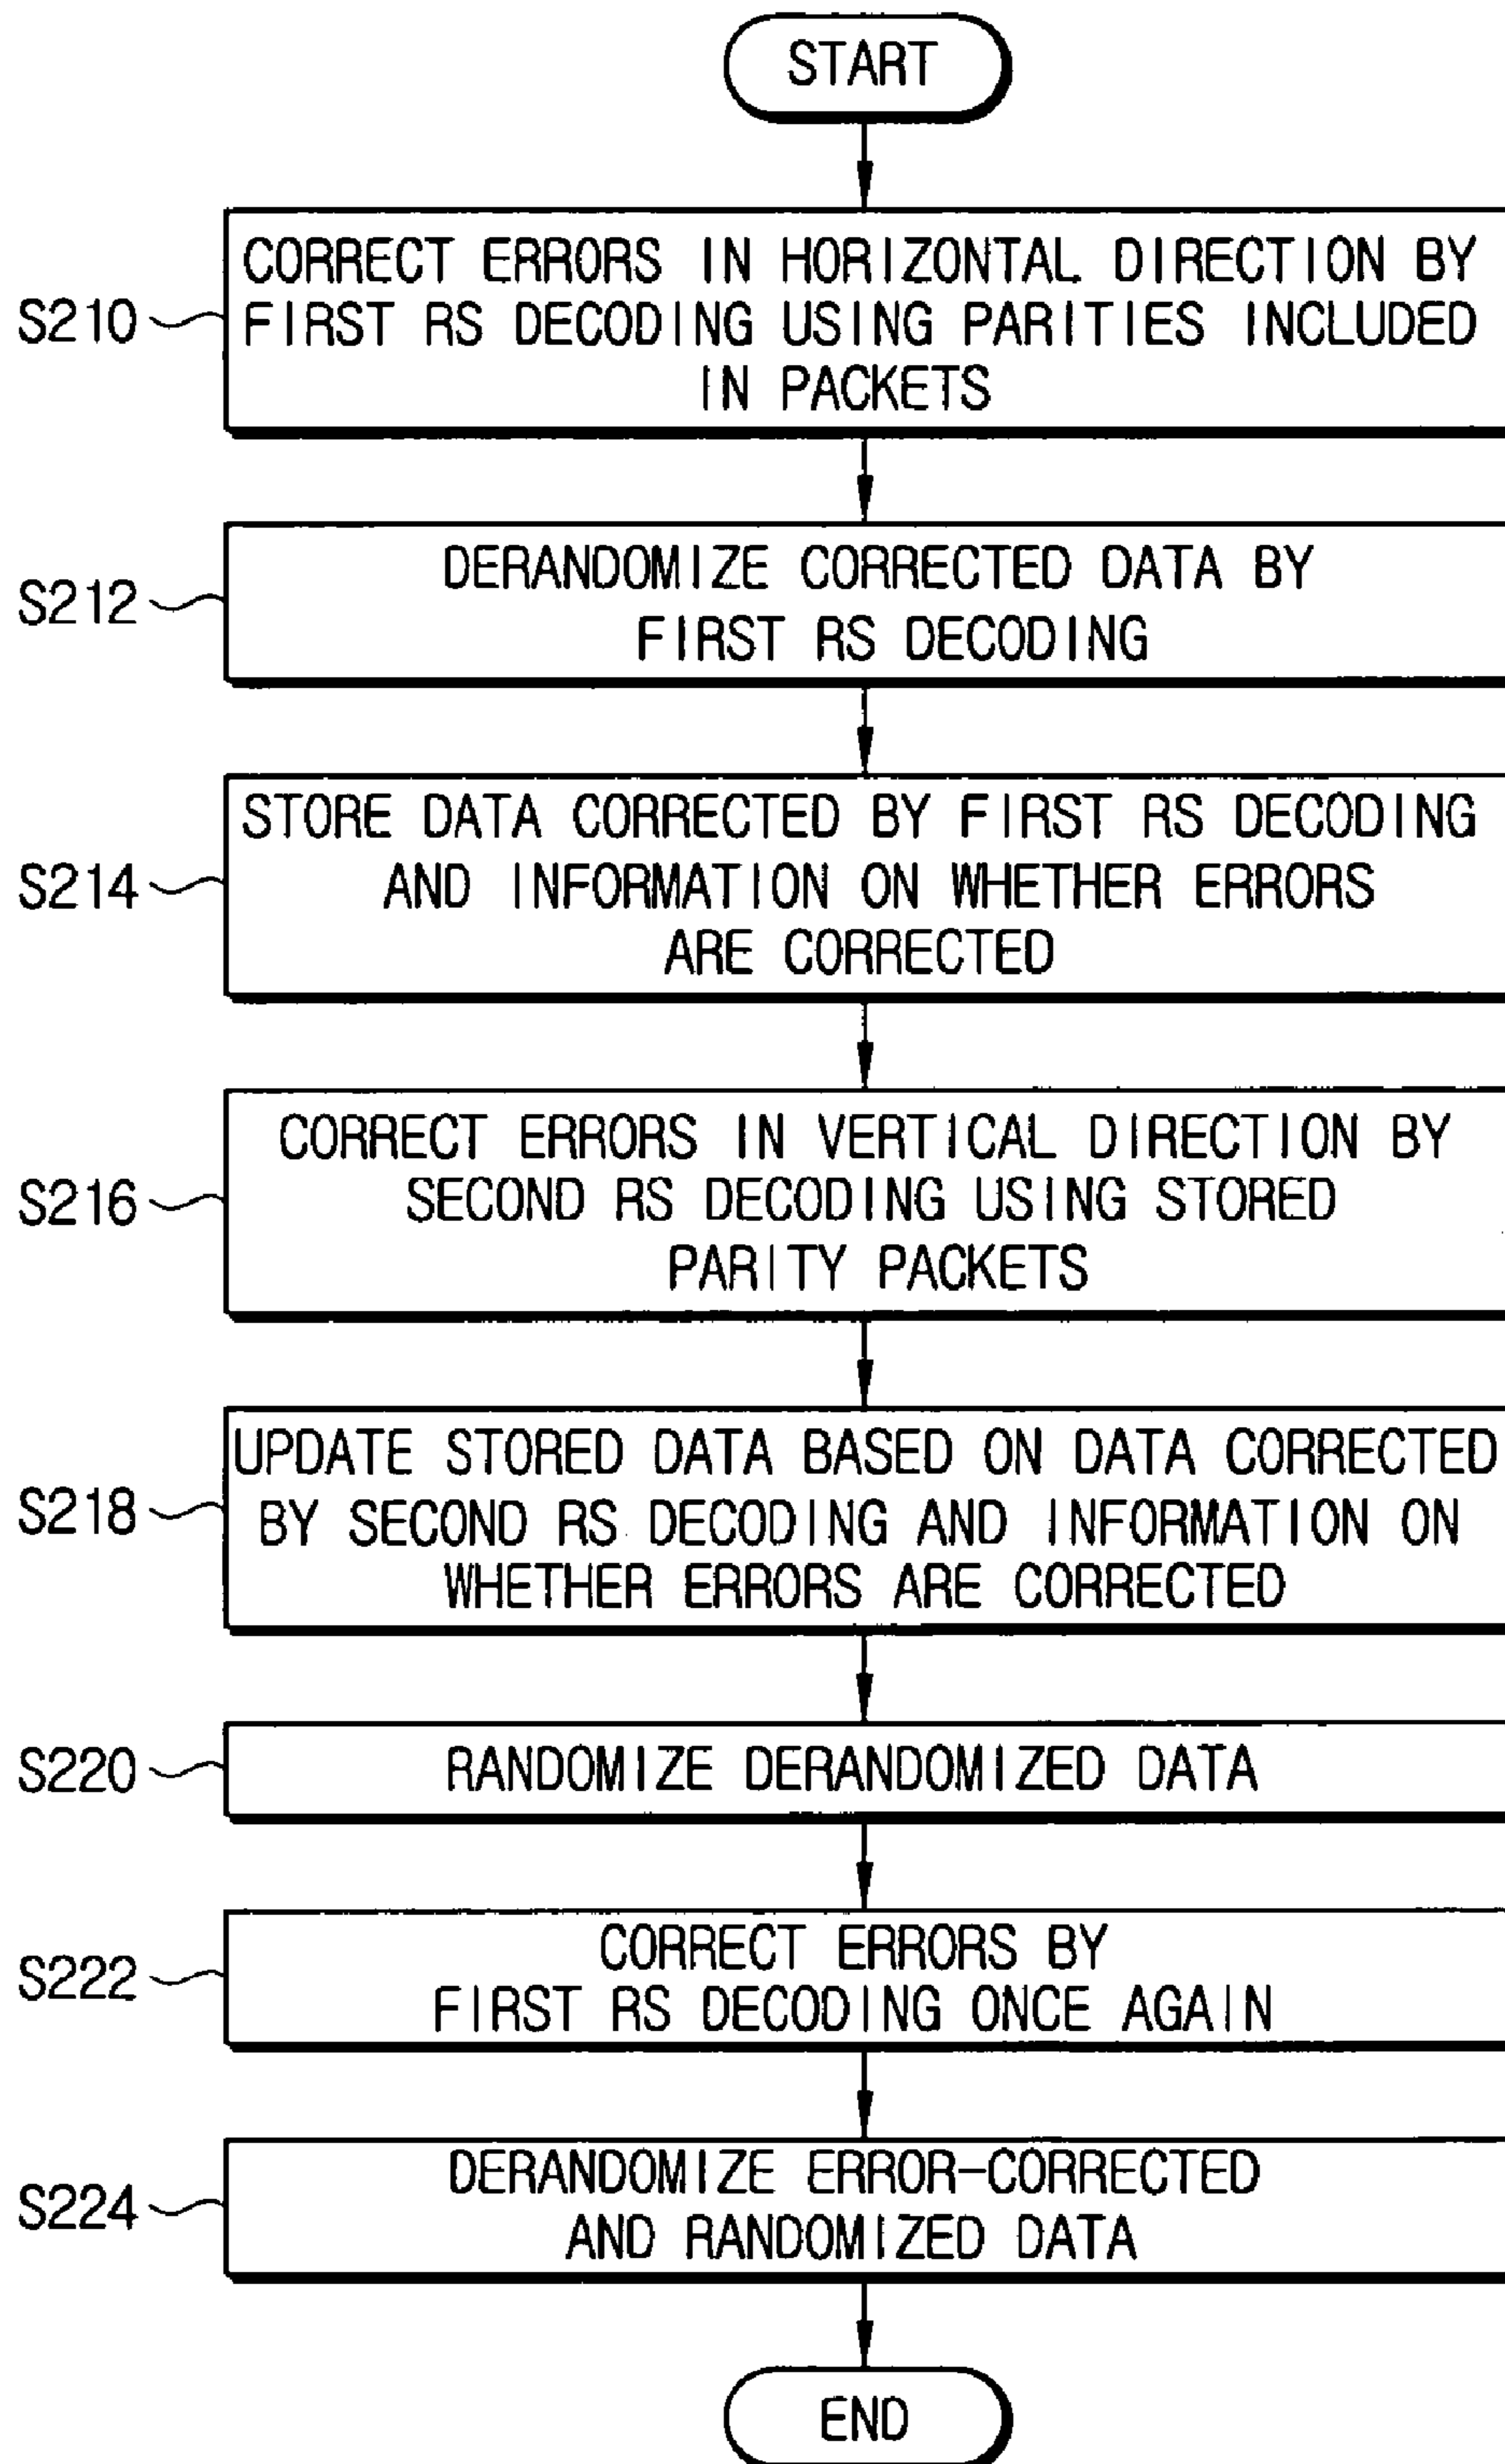 START
S210
CORRECT ERRORS IN HORIZONTAL DIRECTION BY
FIRST RS DECODING USING PARITIES INCLUDED
IN PACKETS
S212
DERANDOMIZE CORRECTED DATA BY
FIRST RS DECODING
S214
STORE DATA CORRECTED BY FIRST RS DECODING
AND INFORMATION ON WHETHER ERRORS
ARE CORRECTED
S216
CORRECT ERRORS IN VERTICAL DIRECTION BY
SECOND RS DECODING USING STORED
PARITY PACKETS
S218
UPDATE STORED DATA BASED ON DATA CORRECTED
BY SECOND RS DECODING AND INFORMATION ON
WHETHER ERRORS ARE CORRECTED
S220
RANDOMIZE DERANDOMIZED DATA
S222
CORRECT ERRORS BY
FIRST RS DECODING ONCE AGAIN
S224
DERANDOMIZE ERROR-CORRECTED
AND RANDOMIZED DATA
END